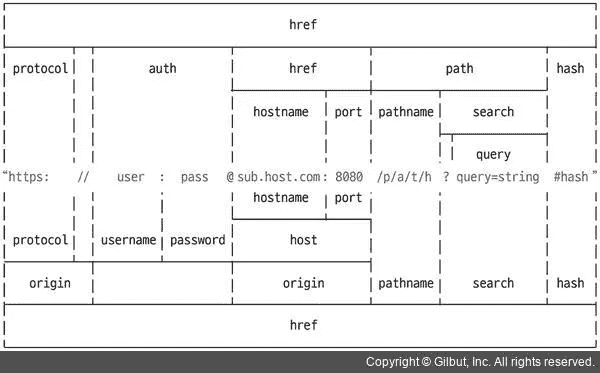 href
protocol auth href path hash
hostname port pathname search
query
"https: // user : pass @ sub.host.com: 8080 /p/a/t/h ? query=string #hash"
hostname port
protocol username password host
origin origin pathname search hash
href
Copyright © Gilbut, Inc. All rights reserved.